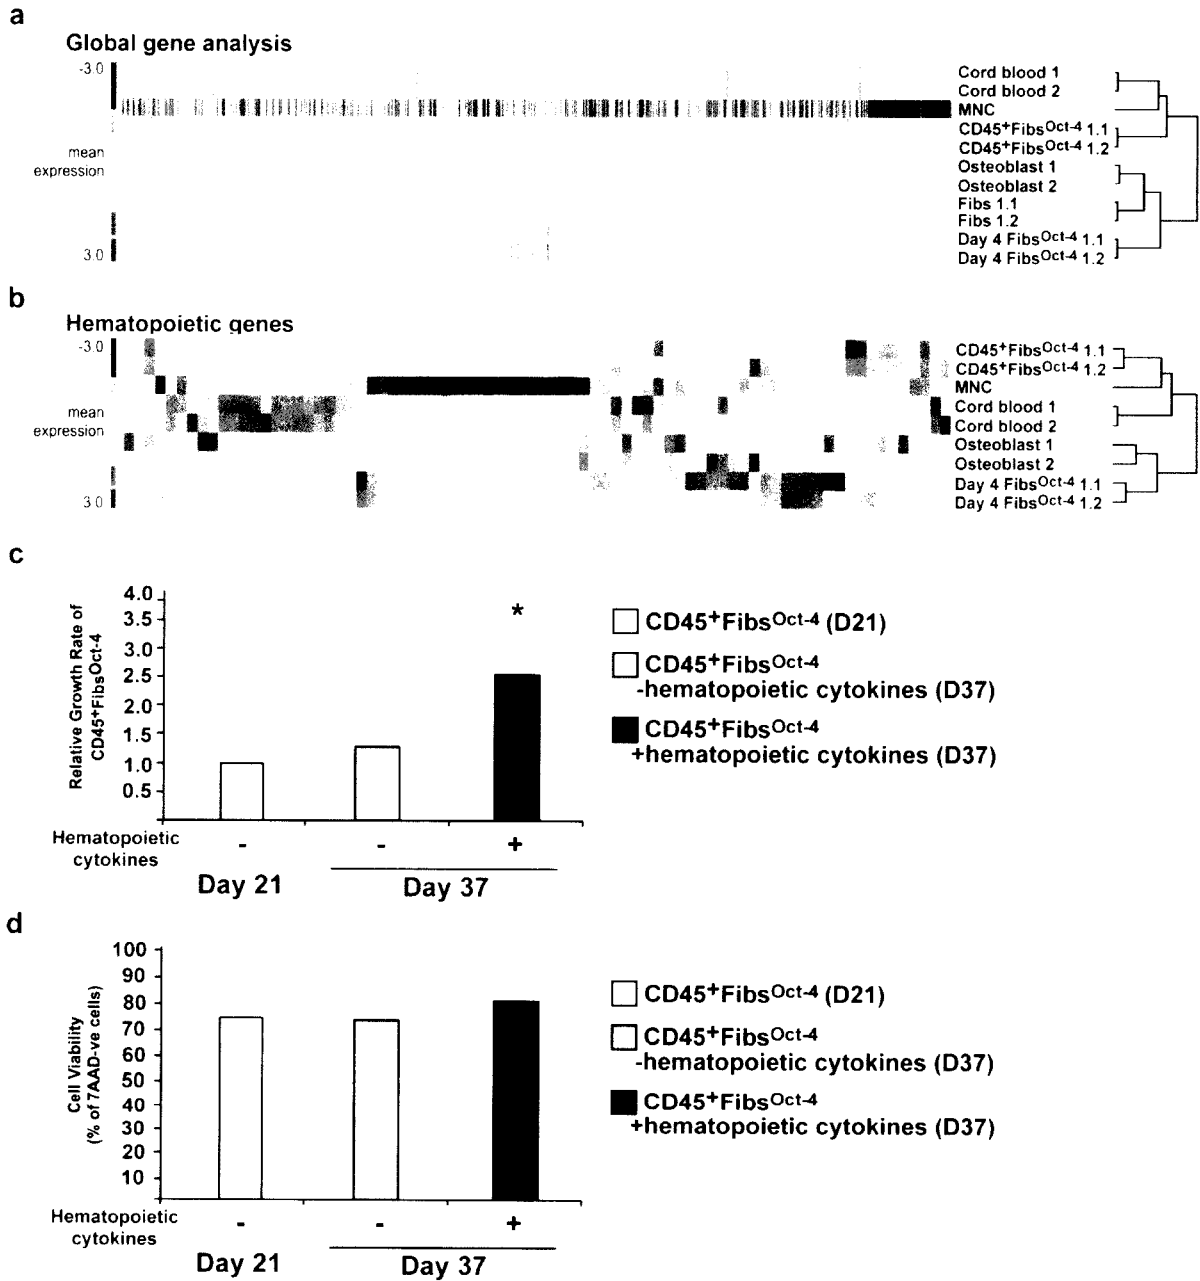 a
Global gene analysis
-3.0
mean
expression
3.0
Cord blood 1
Cord blood 2
MNC
CD45+FibsOct-4 1.1
CD45+FibsOct-4 1.2
Osteoblast 1
Osteoblast 2
Fibs 1.1
Fibs 1.2
Day 4 FibsOct-4 1.1
Day 4 FibsOct-4 1.2
b
Hematopoietic genes
-3.0
mean
expression
3.0
CD45+FibsOct-4 1.1
CD45+FibsOct-4 1.2
MNC
Cord blood 1
Cord blood 2
Osteoblast 1
Osteoblast 2
Day 4 FibsOct-4 1.1
Day 4 FibsOct-4 1.2
c
Relative Growth Rate of
CD45+FibsOct-4
4.0
3.5
3.0
2.5
2.0
1.5
1.0
0.5
*
CD45+FibsOct-4 (D21)
CD45+FibsOct-4
-hematopoietic cytokines (D37)
CD45+FibsOct-4
+hematopoietic cytokines (D37)
Hematopoietic
cytokines
- - +
Day 21 Day 37
d
Cell Viability
(% of 7AAD-ve cells)
100
90
80
70
60
50
40
30
20
10
CD45+FibsOct-4 (D21)
CD45+FibsOct-4
-hematopoietic cytokines (D37)
CD45+FibsOct-4
+hematopoietic cytokines (D37)
Hematopoietic
cytokines
- - +
Day 21 Day 37